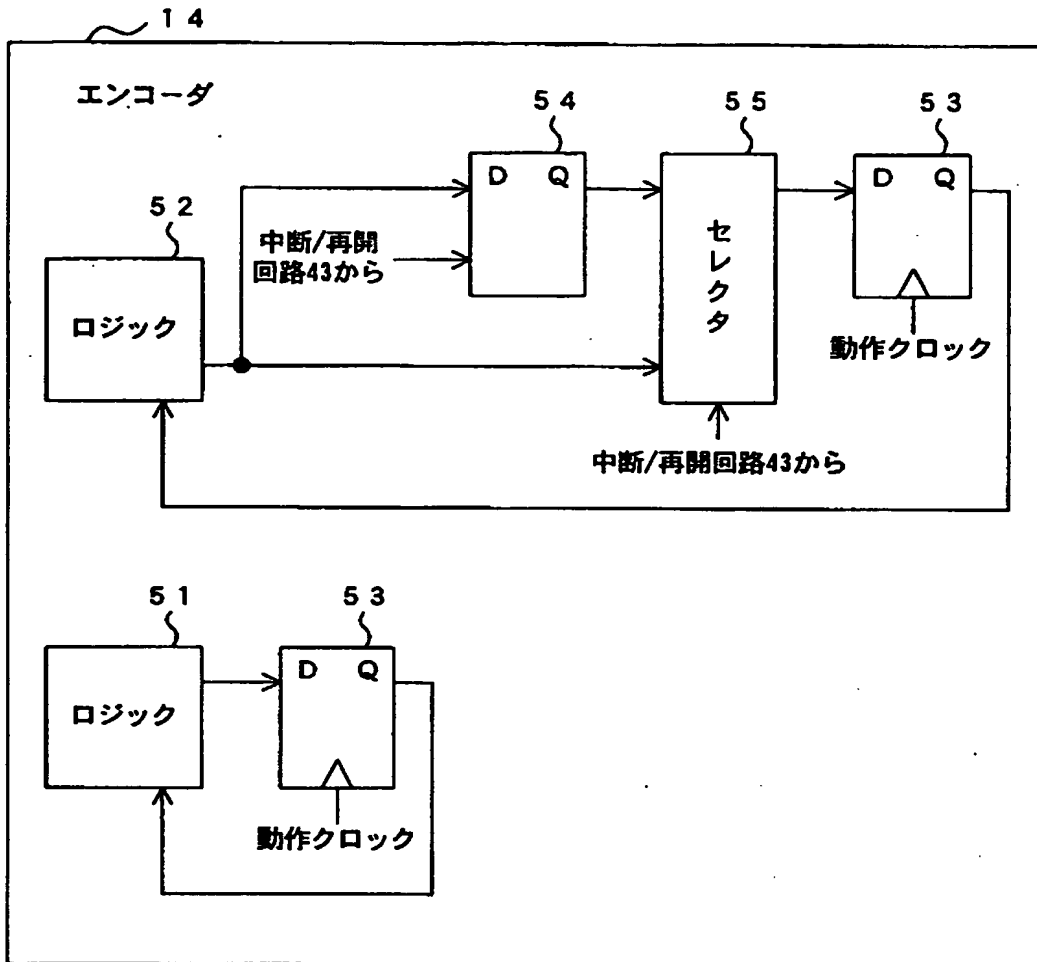 14
エンコーダ
54
55
53
52
D Q
D Q
中断/再開
回路43から
セレクタ
ロジック
動作クロック
中断/再開回路43から
51
53
D Q
ロジック
動作クロック